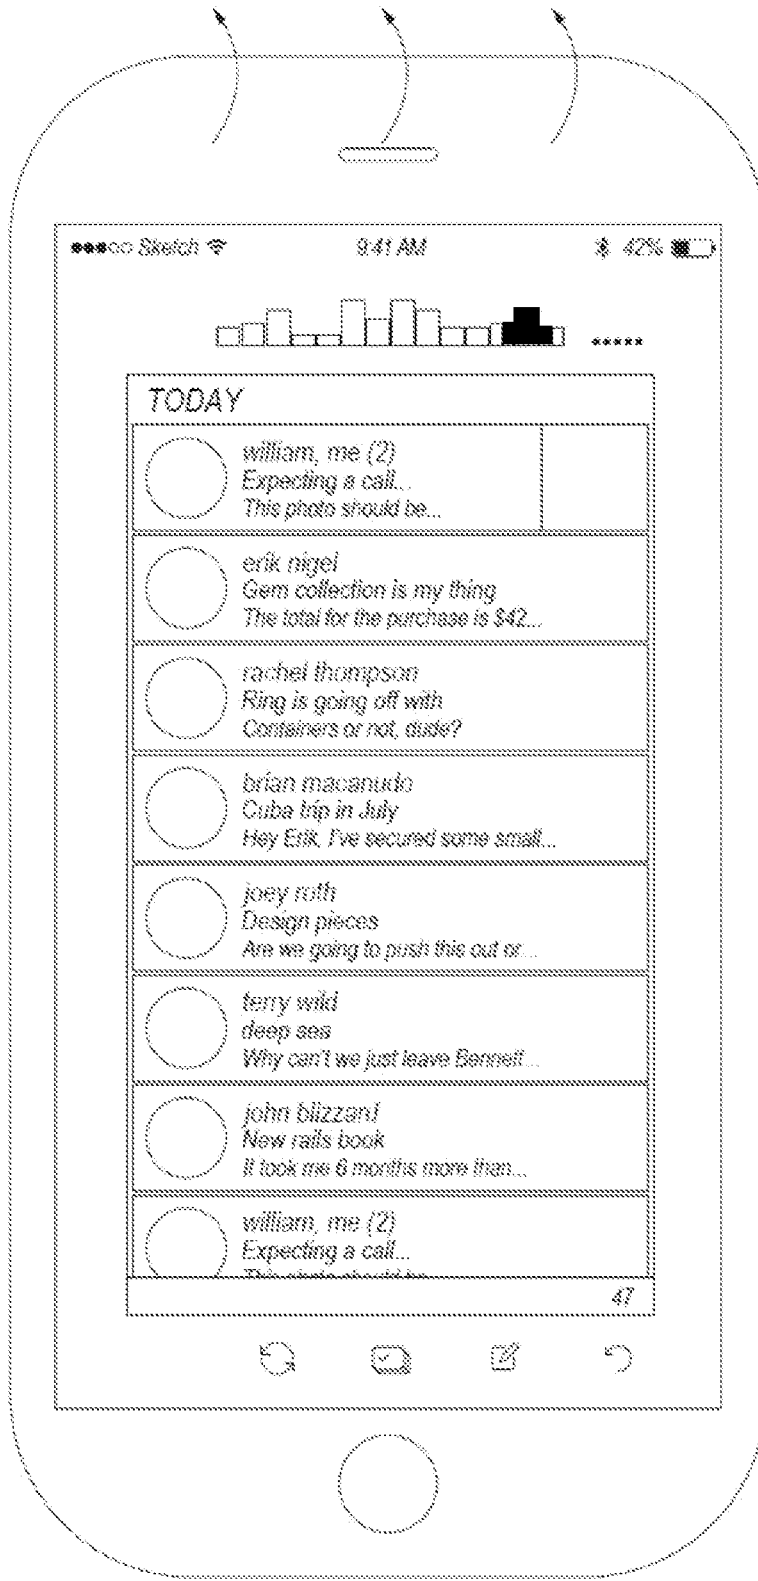 Sketch 9:41 AM 42%
TODAY
william, me (2)
Expecting a call...
This photo should be...
erik nigel
Gem collection is my thing
The total for the purchase is $42...
rachel thompson
Ring is going off with
Containers or not, dude?
brian macanudo
Cuba trip in July
Hey Erik, I've secured some small...
joey roth
Design pieces
Are we going to push this out or...
terry wild
deep sea
Why can't we just leave Bennett...
john blizzard
New rails book
It took me 6 months more than...
william, me (2)
Expecting a call...
47